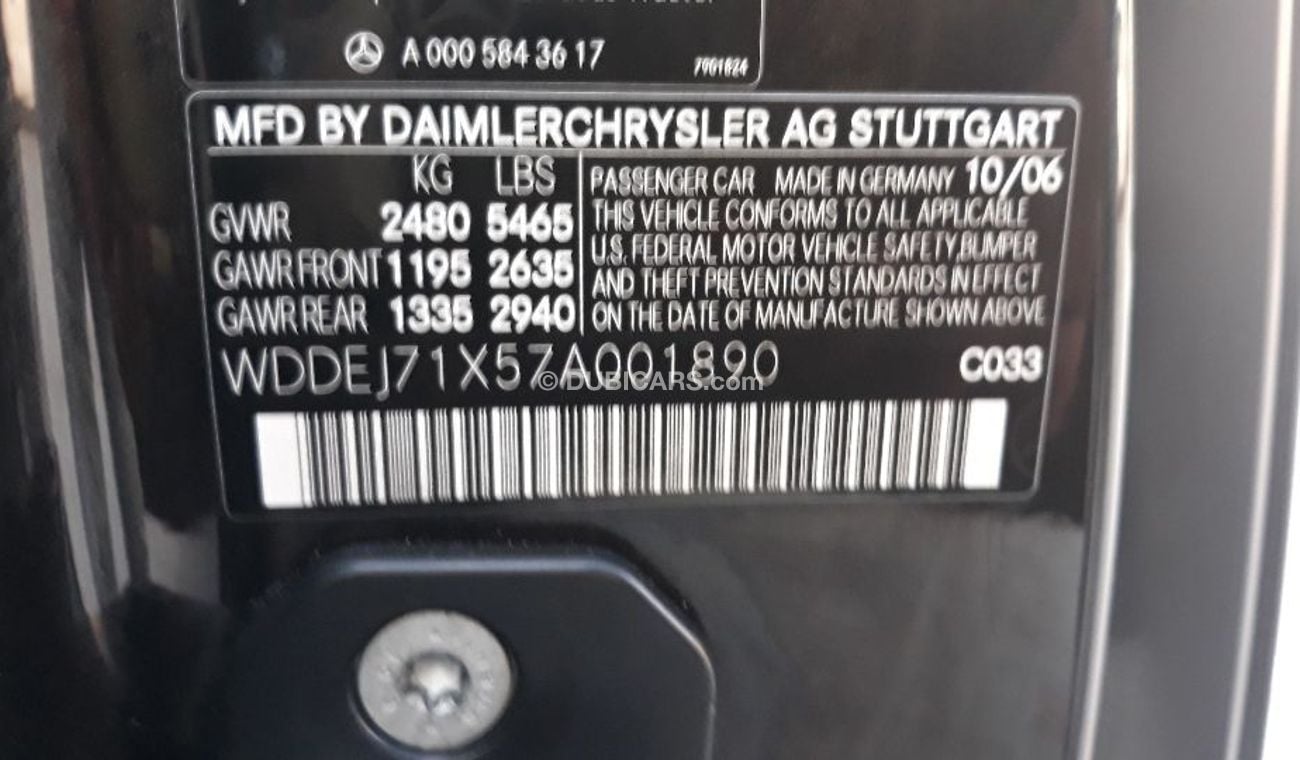 A 000 584 36 17
7001824
MFD BY DAIMLERCHRYSLER AG STUTTGART
KG LBS
GVWR 2480 5465
GAWR FRONT 1195 2635
GAWR REAR 1335 2940
PASSENGER CAR MADE IN GERMANY 10/06
THIS VEHICLE CONFORMS TO ALL APPLICABLE
U.S. FEDERAL MOTOR VEHICLE SAFETY,BUMPER
AND THEFT PREVENTION STANDARDS IN EFFECT
ON THE DATE OF MANUFACTURE SHOWN ABOVE
WDDEJ71X57A001890 C033
© DUBICARS.com